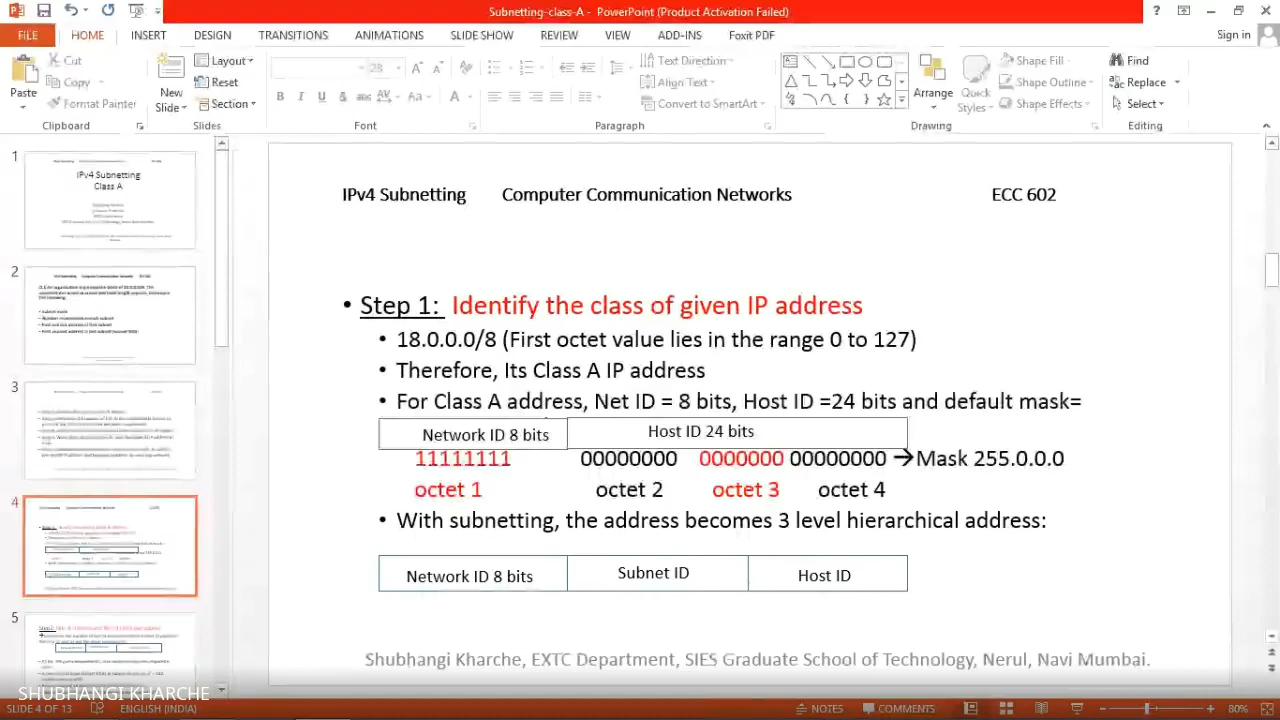 Subnetting-class-A - PowerPoint (Product Activation Failed)
FILE HOME INSERT DESIGN TRANSITIONS ANIMATIONS SLIDE SHOW REVIEW VIEW ADD-INS Foxit PDF Sign in
Cut Layout 28 Text Direction Shape Fill Find
Copy Reset Align Text Shape Outline Replace
Paste Format Painter New Slide Section Convert to SmartArt Arrange Quick Styles Shape Effects Select
Clipboard Slides Font Paragraph Drawing Editing
1
IPv4 Subnetting
Class A
2
3
4
5
IPv4 Subnetting Computer Communication Networks ECC 602
• Step 1: Identify the class of given IP address
• 18.0.0.0/8 (First octet value lies in the range 0 to 127)
• Therefore, Its Class A IP address
• For Class A address, Net ID = 8 bits, Host ID =24 bits and default mask=
Network ID 8 bits Host ID 24 bits
11111111 00000000 0000000 00000000 →Mask 255.0.0.0
octet 1 octet 2 octet 3 octet 4
With subnetting, the address becomes 3 level hierarchical address:
Network ID 8 bits Subnet ID Host ID
Shubhangi Kharche, EXTC Department, SIES Graduate of Technology, Nerul Navi Mumbai.
SHUBHANGI KHARCHE
SLIDE 4 OF 13 ENGLISH (INDIA) NOTES COMMENTS 80%